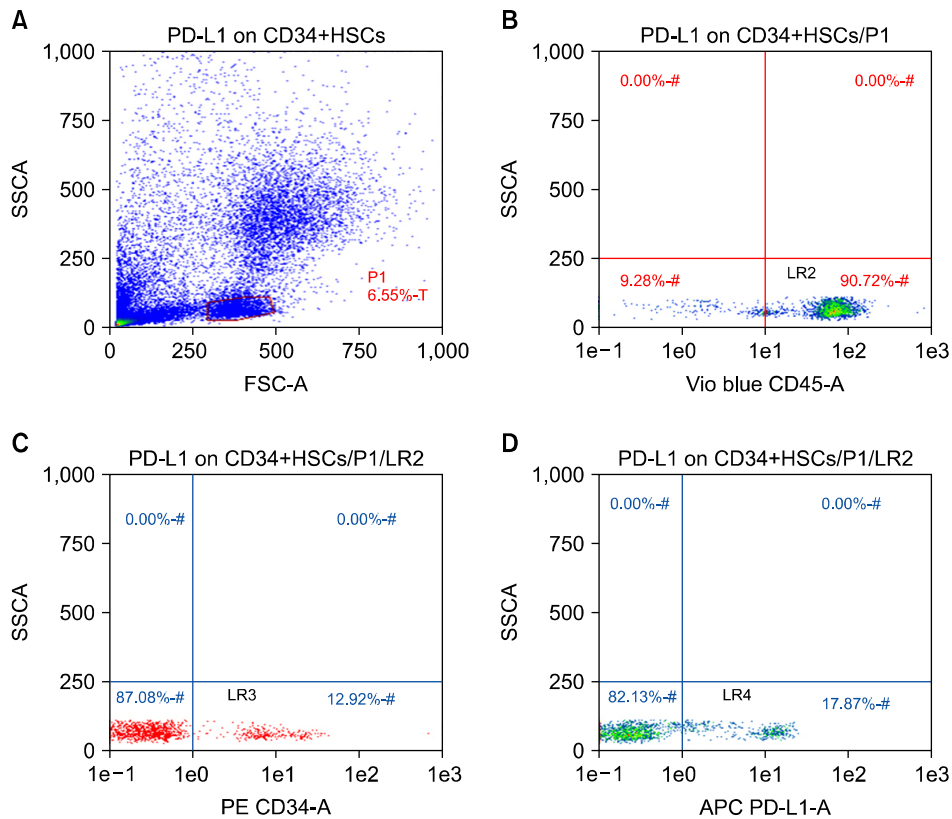 A
PD-L1 on CD34+HSCs
1,000
750
500
250
0
SSCA
P1
6.55%-T
0 250 500 750 1,000
FSC-A
B
PD-L1 on CD34+HSCs/P1
1,000
750
500
250
0
SSCA
0.00%-# 0.00%-#
LR2
9.28%-# 90.72%-#
1e−1 1e0 1e1 1e2 1e3
Vio blue CD45-A
C
PD-L1 on CD34+HSCs/P1/LR2
1,000
750
500
250
0
SSCA
0.00%-# 0.00%-#
87.08%-# LR3 12.92%-#
1e−1 1e0 1e1 1e2 1e3
PE CD34-A
D
PD-L1 on CD34+HSCs/P1/LR2
1,000
750
500
250
0
SSCA
0.00%-# 0.00%-#
82.13%-# LR4 17.87%-#
1e−1 1e0 1e1 1e2 1e3
APC PD-L1-A